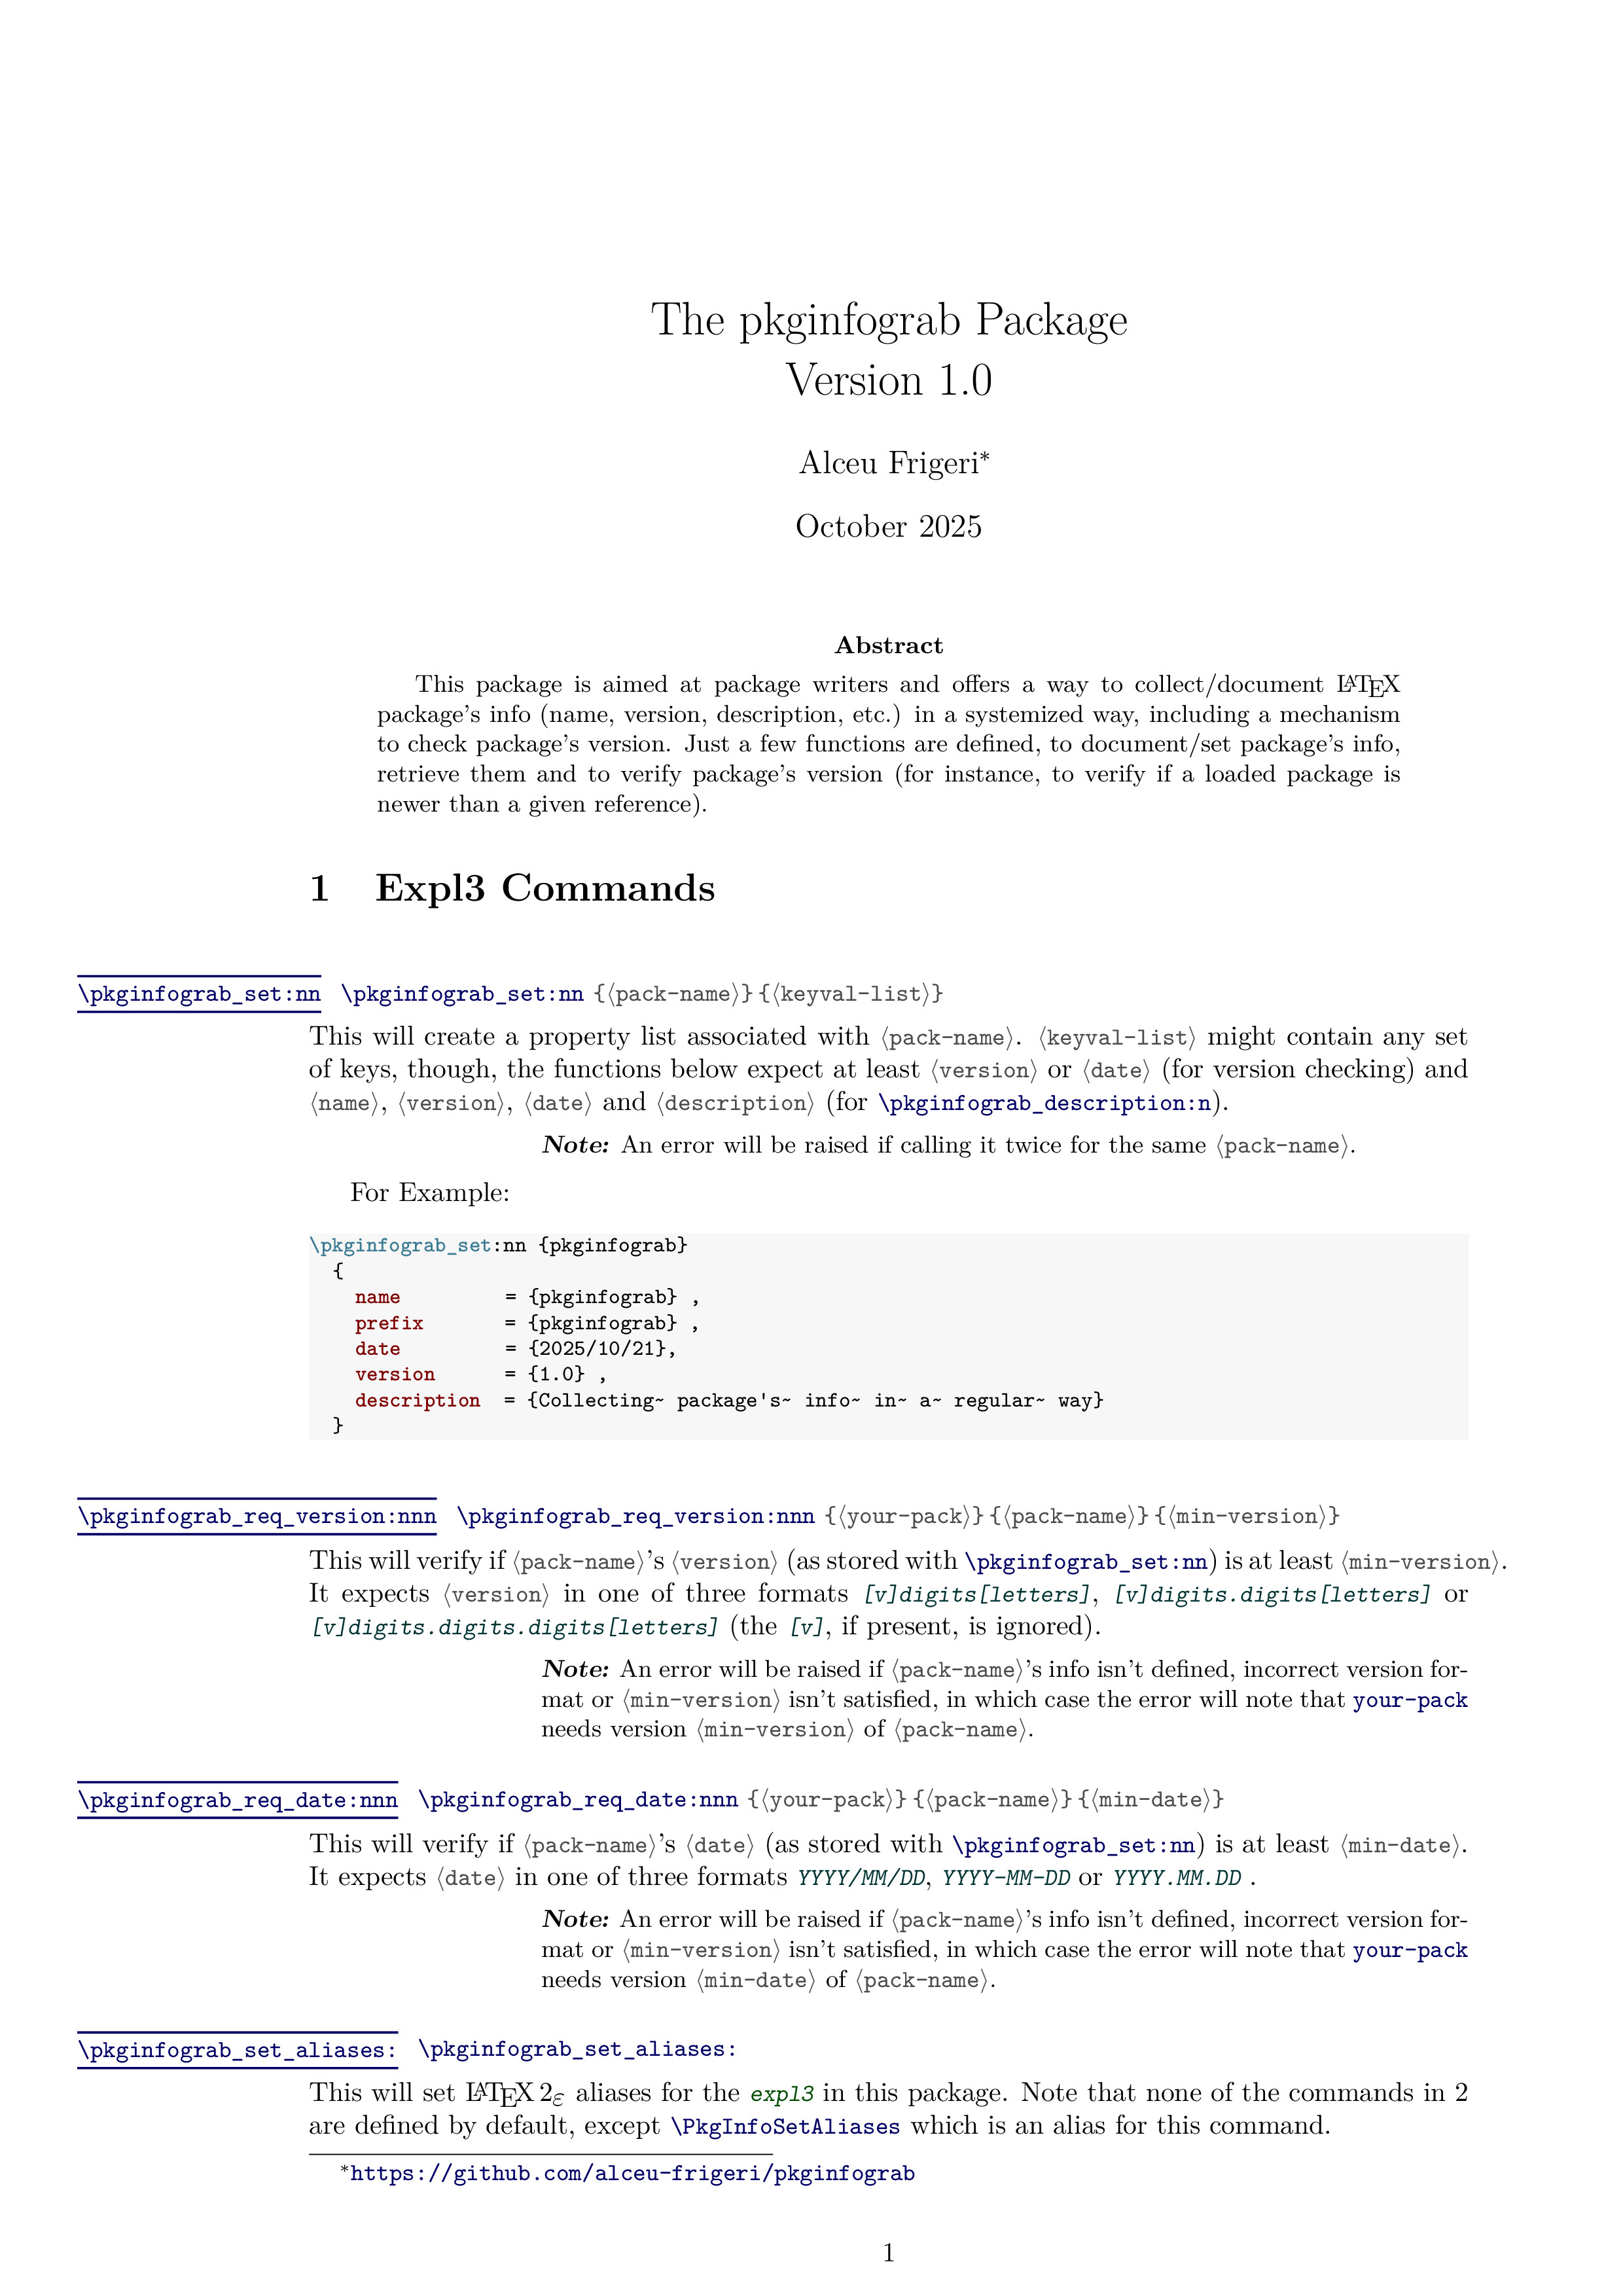 The pkginfograb Package
Version 1.0
Alceu Frigeri*
October 2025
Abstract
This package is aimed at package writers and offers a way to collect/document LATEX
package's info (name, version, description, etc.) in a systemized way, including a mechanism
to check package's version. Just a few functions are defined, to document/set package's info,
retrieve them and to verify package's version (for instance, to verify if a loaded package is
newer than a given reference).
1 Expl3 Commands
\pkginfograb_set:nn \pkginfograb_set:nn {⟨pack-name⟩}{⟨keyval-list⟩}
This will create a property list associated with ⟨pack-name⟩. ⟨keyval-list⟩ might contain any set
of keys, though, the functions below expect at least ⟨version⟩ or ⟨date⟩ (for version checking) and
⟨name⟩, ⟨version⟩, ⟨date⟩ and ⟨description⟩ (for \pkginfograb_description:n).
Note: An error will be raised if calling it twice for the same ⟨pack-name⟩.
For Example:
\pkginfograb_set:nn {pkginfograb}
{
name = {pkginfograb} ,
prefix = {pkginfograb} ,
date = {2025/10/21},
version = {1.0} ,
description = {Collecting~ package's~ info~ in~ a~ regular~ way}
}
\pkginfograb_req_version:nnn \pkginfograb_req_version:nnn {⟨your-pack⟩}{⟨pack-name⟩}{⟨min-version⟩}
This will verify if ⟨pack-name⟩'s ⟨version⟩ (as stored with \pkginfograb_set:nn) is at least ⟨min-version⟩.
It expects ⟨version⟩ in one of three formats [v]digits[letters], [v]digits.digits[letters] or
[v]digits.digits.digits[letters] (the [v], if present, is ignored).
Note: An error will be raised if ⟨pack-name⟩'s info isn't defined, incorrect version for-
mat or ⟨min-version⟩ isn't satisfied, in which case the error will note that your-pack
needs version ⟨min-version⟩ of ⟨pack-name⟩.
\pkginfograb_req_date:nnn \pkginfograb_req_date:nnn {⟨your-pack⟩}{⟨pack-name⟩}{⟨min-date⟩}
This will verify if ⟨pack-name⟩'s ⟨date⟩ (as stored with \pkginfograb_set:nn) is at least ⟨min-date⟩.
It expects ⟨date⟩ in one of three formats YYYY/MM/DD, YYYY-MM-DD or YYYY.MM.DD .
Note: An error will be raised if ⟨pack-name⟩'s info isn't defined, incorrect version for-
mat or ⟨min-version⟩ isn't satisfied, in which case the error will note that your-pack
needs version ⟨min-date⟩ of ⟨pack-name⟩.
\pkginfograb_set_aliases: \pkginfograb_set_aliases:
This will set LATEX 2ε aliases for the expl3 in this package. Note that none of the commands in 2
are defined by default, except \PkgInfoSetAliases which is an alias for this command.
*https://github.com/alceu-frigeri/pkginfograb
1